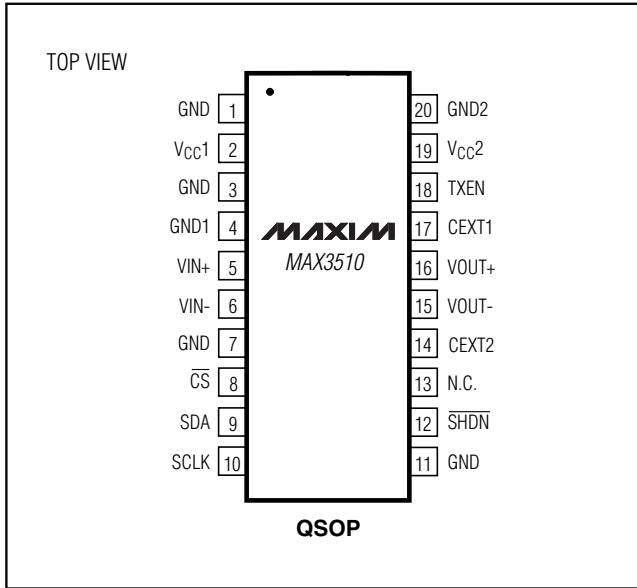 TOP VIEW
GND 1
VCC1 2
GND 3
GND1 4
VIN+ 5
VIN- 6
GND 7
C̅S̅ 8
SDA 9
SCLK 10
MAXIM
MAX3510
20 GND2
19 VCC2
18 TXEN
17 CEXT1
16 VOUT+
15 VOUT-
14 CEXT2
13 N.C.
12 S̅H̅D̅N̅
11 GND
QSOP